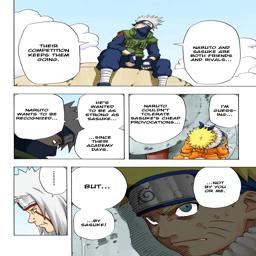 NARUTO AND
SASUKE ARE
BOTH FRIENDS
AND RIVALS...
THEIR
COMPETITION
KEEPS THEM
GOING.
I'M
GUESS-
ING...
NARUTO
COULDN'T
TOLERATE
SASUKE'S
CHEAP
PROVOCATIONS...
HE'S
WANTED
TO BE AS
STRONG AS
SASUKE...
...SINCE
THEIR
ACADEMY
DAYS.
NARUTO
WANTS TO BE
RECOGNIZED...
...NOT
BY YOU
OR ME.
BUT...
...BY
SASUKE!